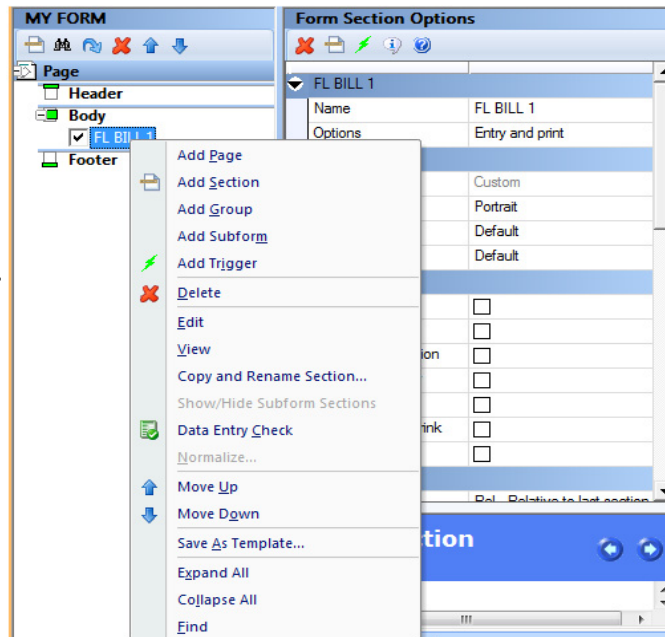 MY FORM
Page
Header
Body
FL BILL 1
Footer
Add Page
Add Section
Add Group
Add Subform
Add Trigger
Delete
Edit
View
Copy and Rename Section...
Show/Hide Subform Sections
Data Entry Check
Normalize...
Move Up
Move Down
Save As Template...
Expand All
Collapse All
Find
Form Section Options
FL BILL 1
Name FL BILL 1
Options Entry and print
Custom
Portrait
Default
Default
ion
rink
Rel - Relative to last section
tion